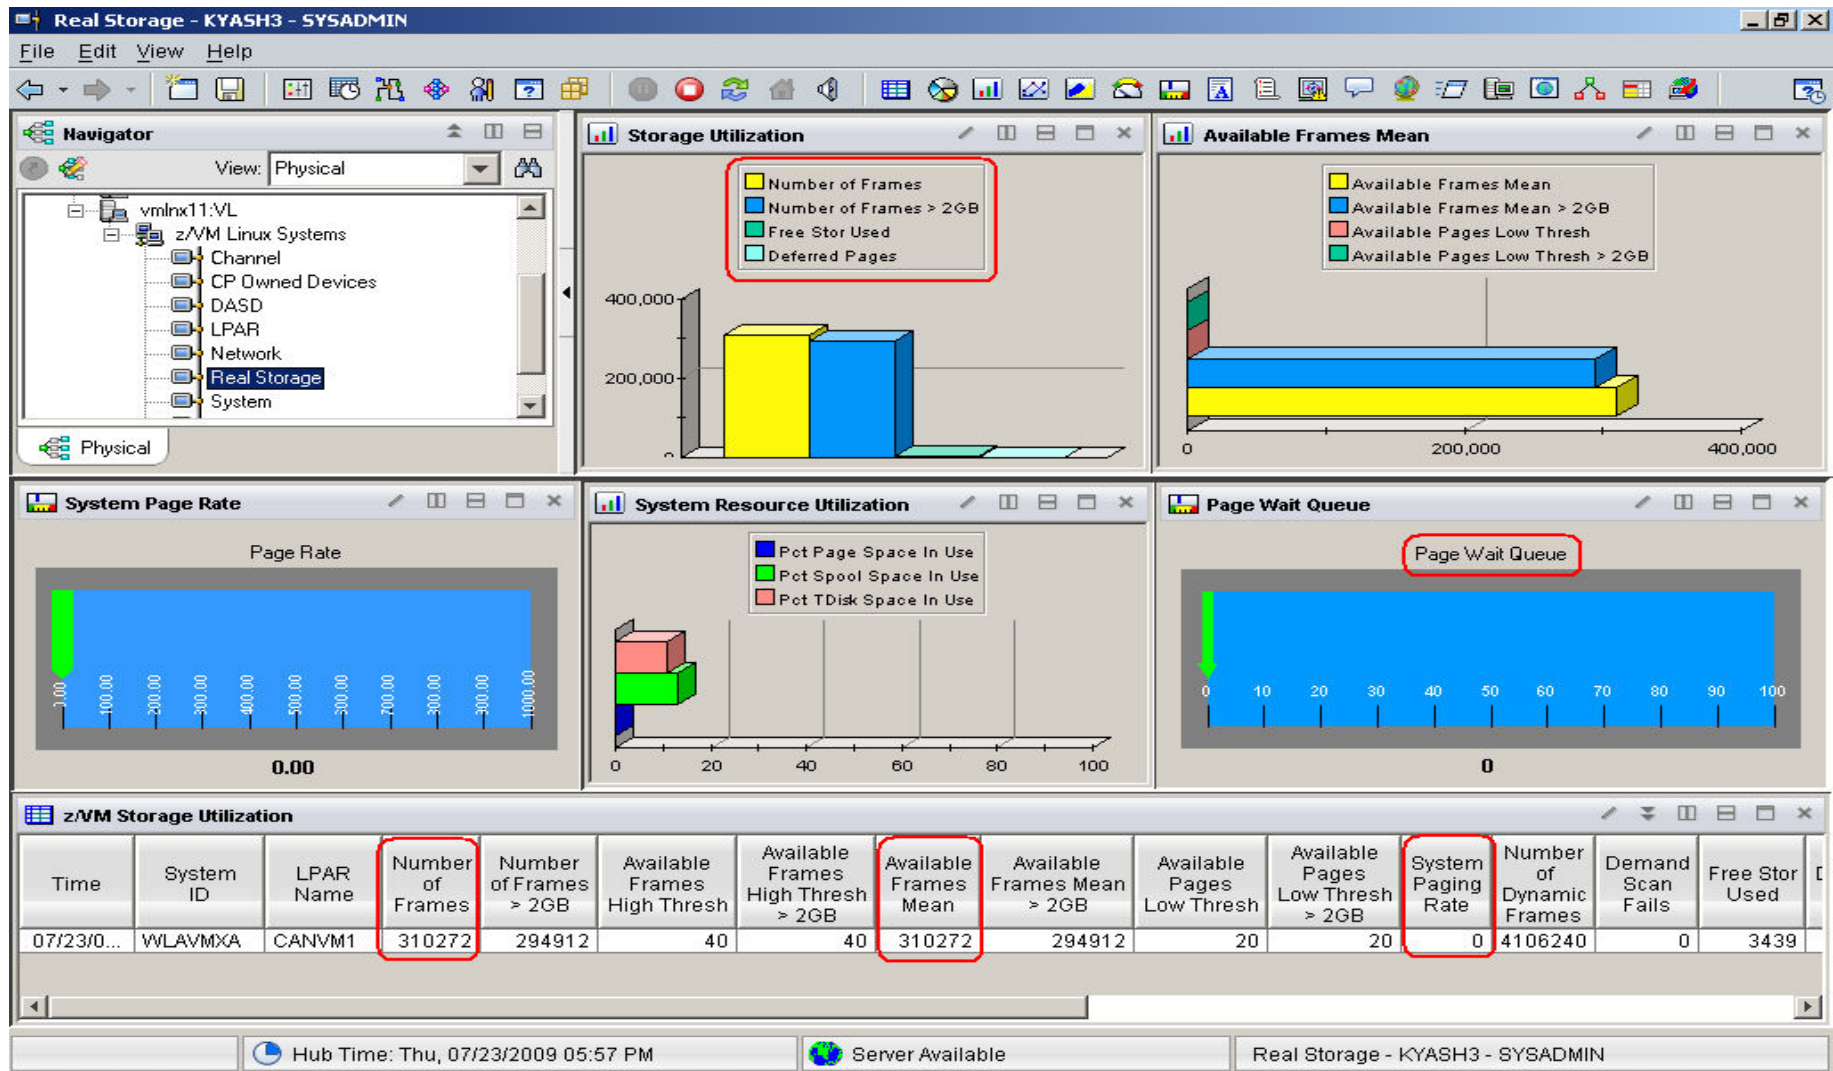 Real Storage - KYASH3 - SYSADMIN
File Edit View Help
Navigator
View: Physical
vmlnx11:VL
z/VM Linux Systems
Channel
CP Owned Devices
DASD
LPAR
Network
Real Storage
System
Physical
Storage Utilization
Number of Frames
Number of Frames > 2GB
Free Stor Used
Deferred Pages
400,000
200,000
0
Available Frames Mean
Available Frames Mean
Available Frames Mean > 2GB
Available Pages Low Thresh
Available Pages Low Thresh > 2GB
0 200,000 400,000
System Page Rate
Page Rate
0.00 100.00 200.00 300.00 400.00 500.00 600.00 700.00 800.00 900.00 1000.00
0.00
System Resource Utilization
Pct Page Space In Use
Pct Spool Space In Use
Pct TDisk Space In Use
0 20 40 60 80 100
Page Wait Queue
Page Wait Queue
0 10 20 30 40 50 60 70 80 90 100
0
z/VM Storage Utilization
Time
System
ID
LPAR
Name
Number
of
Frames
Number
of Frames
> 2GB
Available
Frames
High Thresh
Available
Frames
High Thresh
> 2GB
Available
Frames
Mean
Available
Frames Mean
> 2GB
Available
Pages
Low Thresh
Available
Pages
Low Thresh
> 2GB
System
Paging
Rate
Number
of
Dynamic
Frames
Demand
Scan
Fails
Free Stor
Used
07/23/0... WLAVMXA CANVM1 310272 294912 40 40 310272 294912 20 20 0 4106240 0 3439
Hub Time: Thu, 07/23/2009 05:57 PM
Server Available
Real Storage - KYASH3 - SYSADMIN